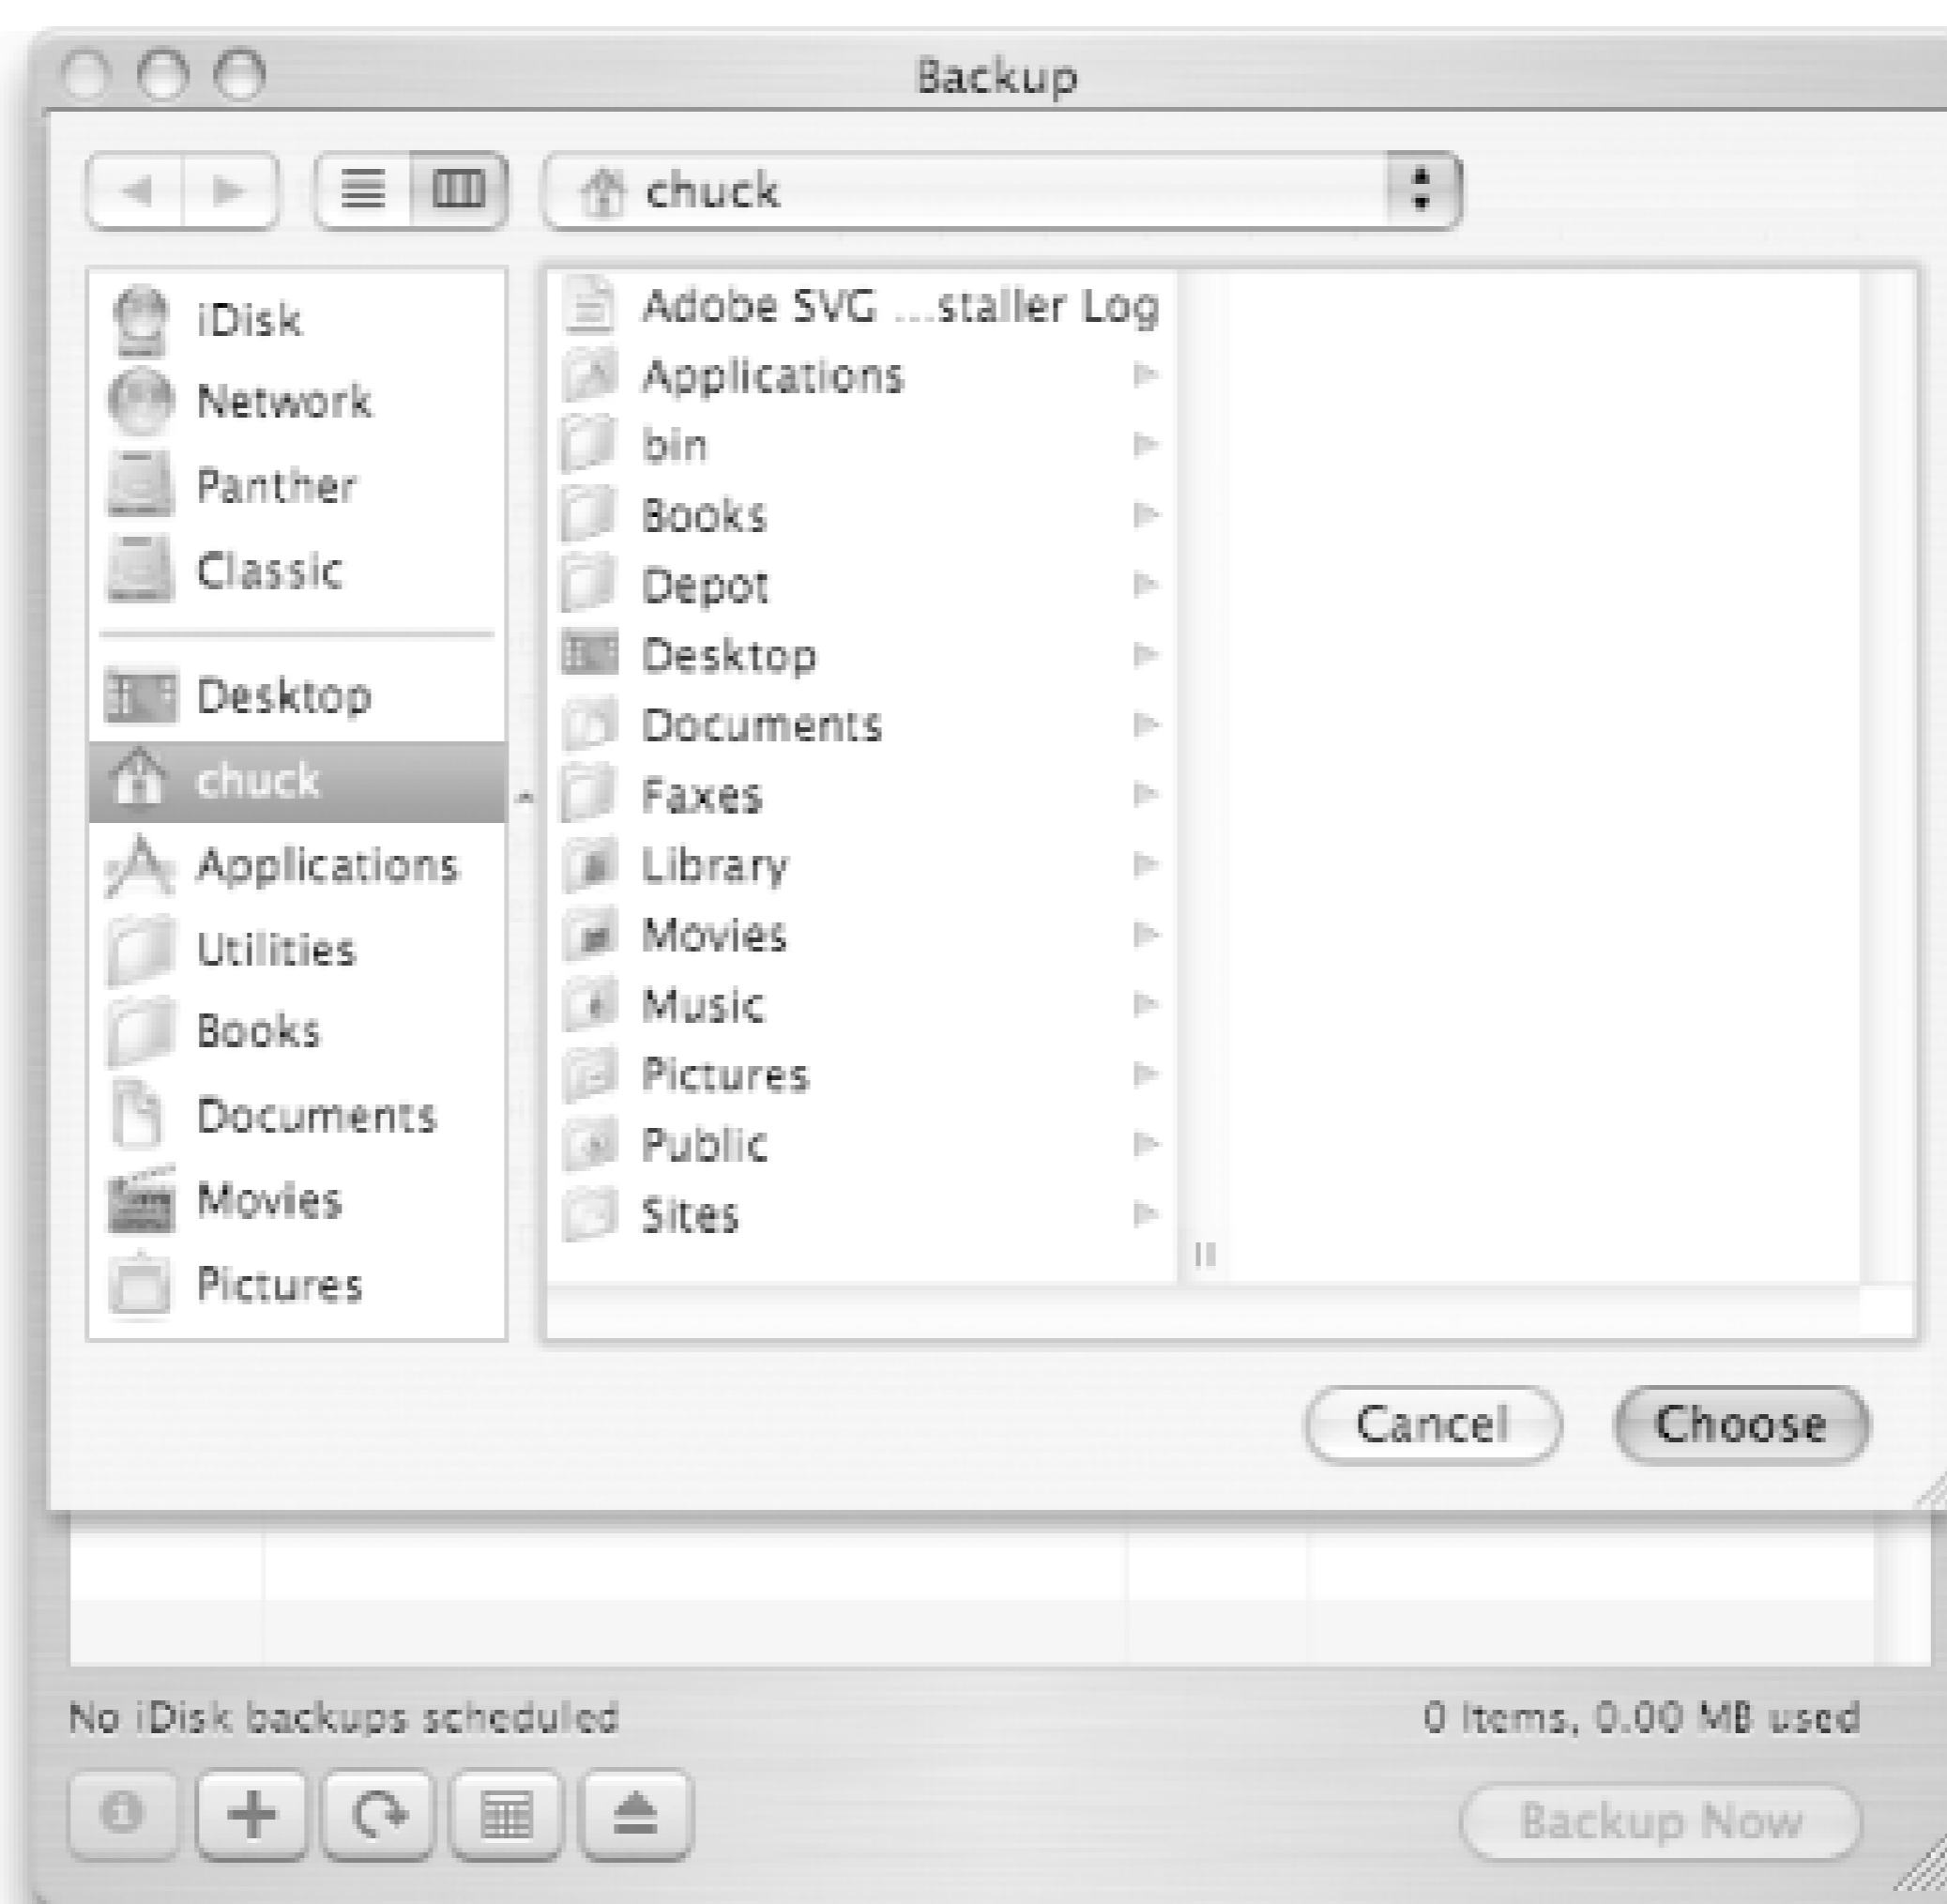 Backup
chuck
iDisk
Network
Panther
Classic
Desktop
chuck
Applications
Utilities
Books
Documents
Movies
Pictures
Adobe SVG ...staller Log
Applications
bin
Books
Depot
Desktop
Documents
Faxes
Library
Movies
Music
Pictures
Public
Sites
Cancel
Choose
No iDisk backups scheduled
0 Items, 0.00 MB used
Backup Now